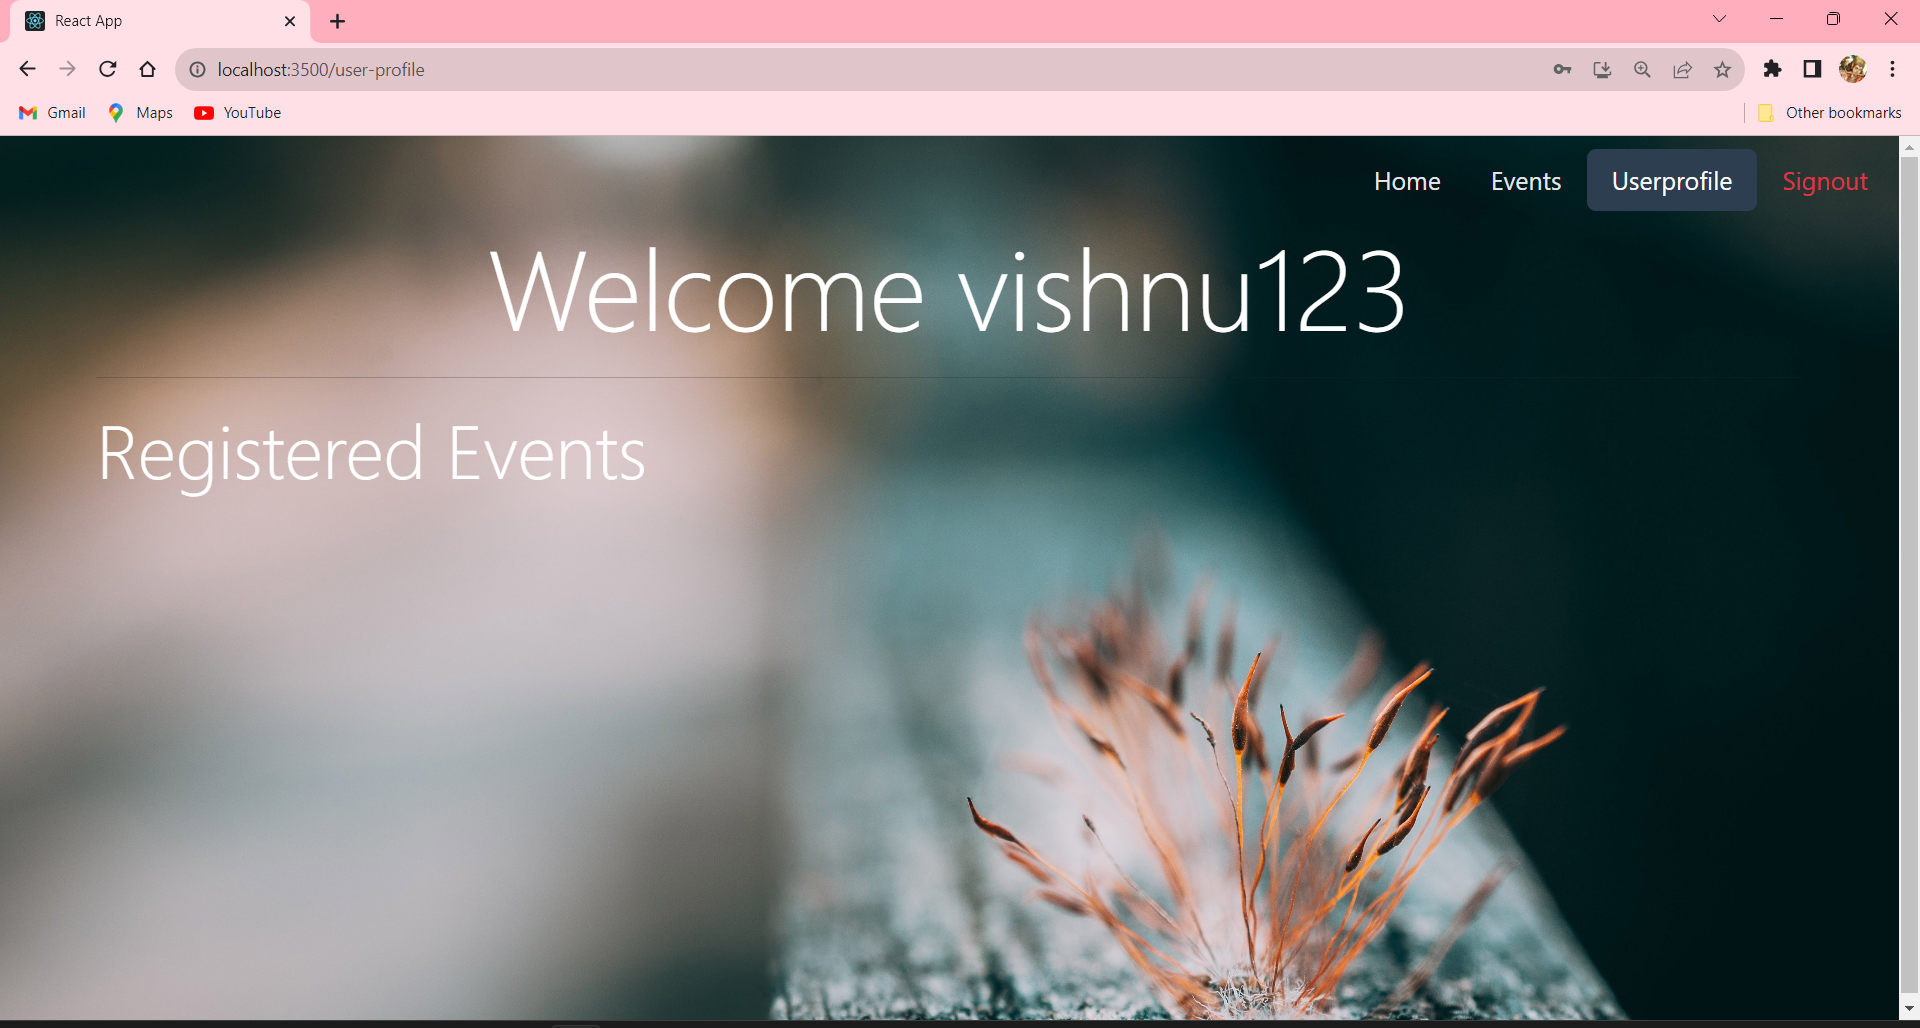 React App
localhost:3500/user-profile
Gmail Maps YouTube Other bookmarks
Home Events Userprofile Signout
Welcome vishnu123
Registered Events